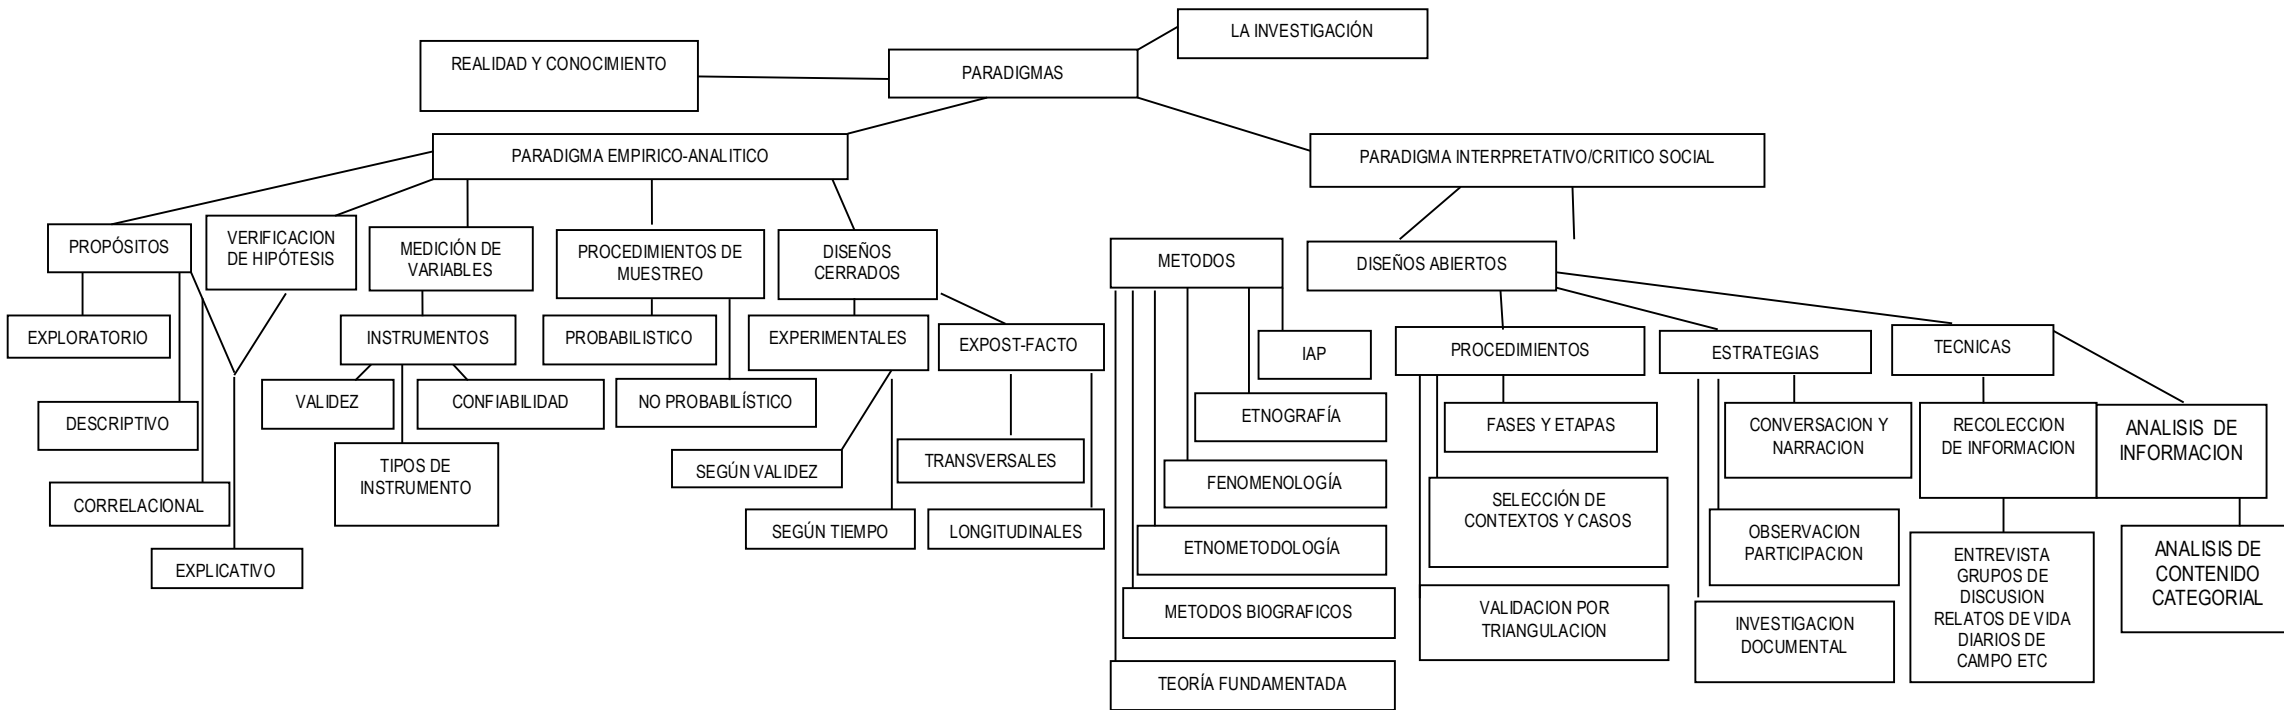 LA INVESTIGACIÓN
REALIDAD Y CONOCIMIENTO
PARADIGMAS
PARADIGMA EMPIRICO-ANALITICO
PARADIGMA INTERPRETATIVO/CRITICO SOCIAL
PROPÓSITOS
VERIFICACION
DE HIPÓTESIS
MEDICIÓN DE
VARIABLES
PROCEDIMIENTOS DE
MUESTREO
DISEÑOS
CERRADOS
METODOS
DISEÑOS ABIERTOS
EXPLORATORIO
INSTRUMENTOS
PROBABILISTICO
EXPERIMENTALES
EXPOST-FACTO
IAP
PROCEDIMIENTOS
ESTRATEGIAS
TECNICAS
DESCRIPTIVO
VALIDEZ
CONFIABILIDAD
NO PROBABILÍSTICO
ETNOGRAFÍA
FASES Y ETAPAS
CONVERSACION Y
NARRACION
RECOLECCION
DE INFORMACION
ANALISIS DE
INFORMACION
TIPOS DE
INSTRUMENTO
SEGÚN VALIDEZ
TRANSVERSALES
FENOMENOLOGÍA
CORRELACIONAL
SELECCIÓN DE
CONTEXTOS Y CASOS
SEGÚN TIEMPO
LONGITUDINALES
OBSERVACION
PARTICIPACION
ETNOMETODOLOGÍA
EXPLICATIVO
ENTREVISTA
GRUPOS DE
DISCUSION
RELATOS DE VIDA
DIARIOS DE
CAMPO ETC
ANALISIS DE
CONTENIDO
CATEGORIAL
METODOS BIOGRAFICOS
VALIDACION POR
TRIANGULACION
INVESTIGACION
DOCUMENTAL
TEORÍA FUNDAMENTADA